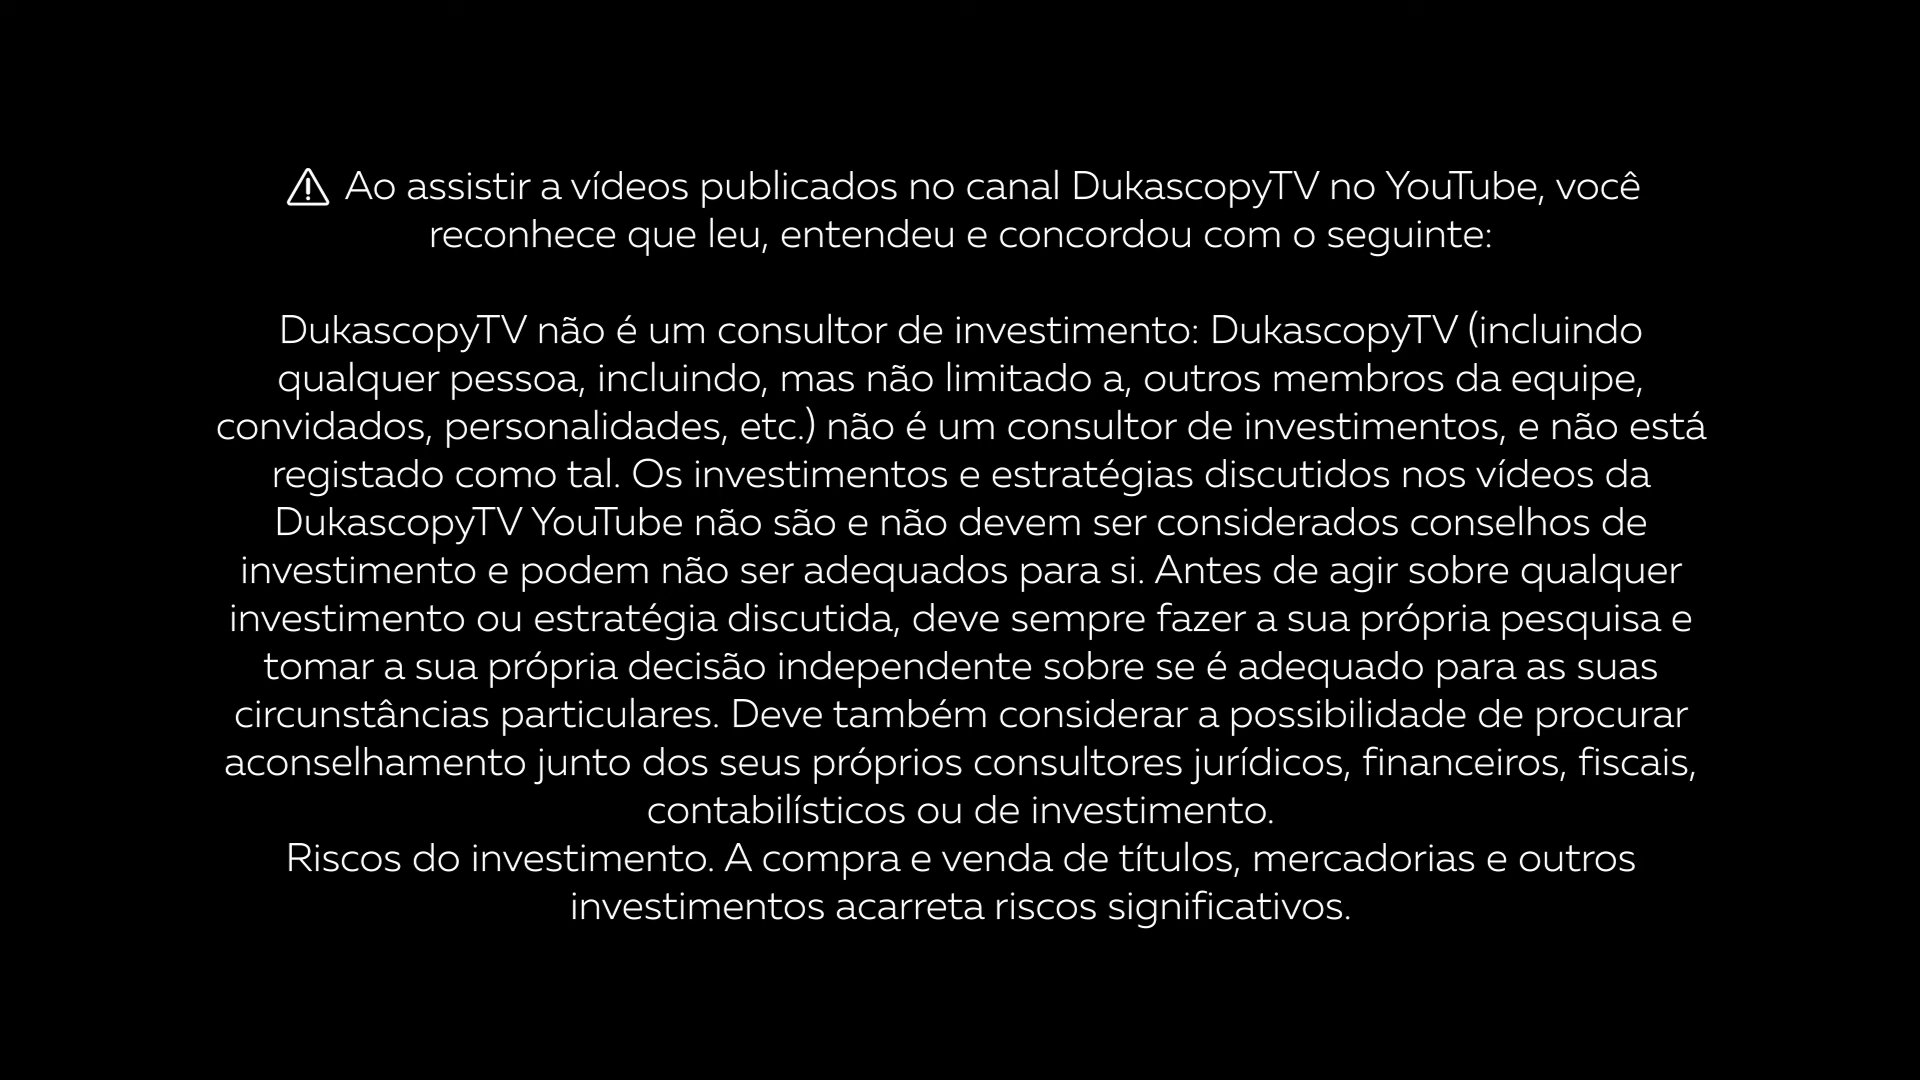 ⚠ Ao assistir a vídeos publicados no canal DukascopyTV no YouTube, você
reconhece que leu, entendeu e concordou com o seguinte:
DukascopyTV não é um consultor de investimento: DukascopyTV (incluindo
qualquer pessoa, incluindo, mas não limitado a, outros membros da equipe,
convidados, personalidades, etc.) não é um consultor de investimentos, e não está
registado como tal. Os investimentos e estratégias discutidos nos vídeos da
DukascopyTV YouTube não são e não devem ser considerados conselhos de
investimento e podem não ser adequados para si. Antes de agir sobre qualquer
investimento ou estratégia discutida, deve sempre fazer a sua própria pesquisa e
tomar a sua própria decisão independente sobre se é adequado para as suas
circunstâncias particulares. Deve também considerar a possibilidade de procurar
aconselhamento junto dos seus próprios consultores jurídicos, financeiros, fiscais,
contabilísticos ou de investimento.
Riscos do investimento. A compra e venda de títulos, mercadorias e outros
investimentos acarreta riscos significativos.